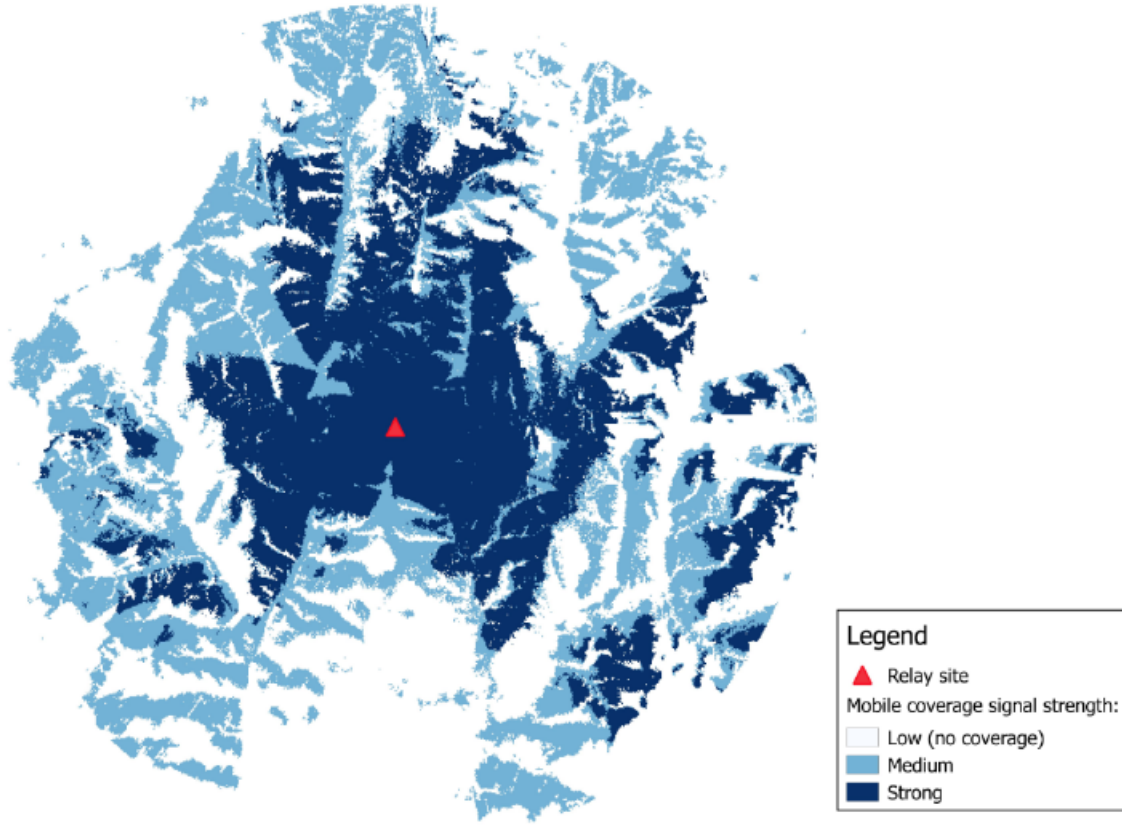 Legend
Relay site
Mobile coverage signal strength:
Low (no coverage)
Medium
Strong